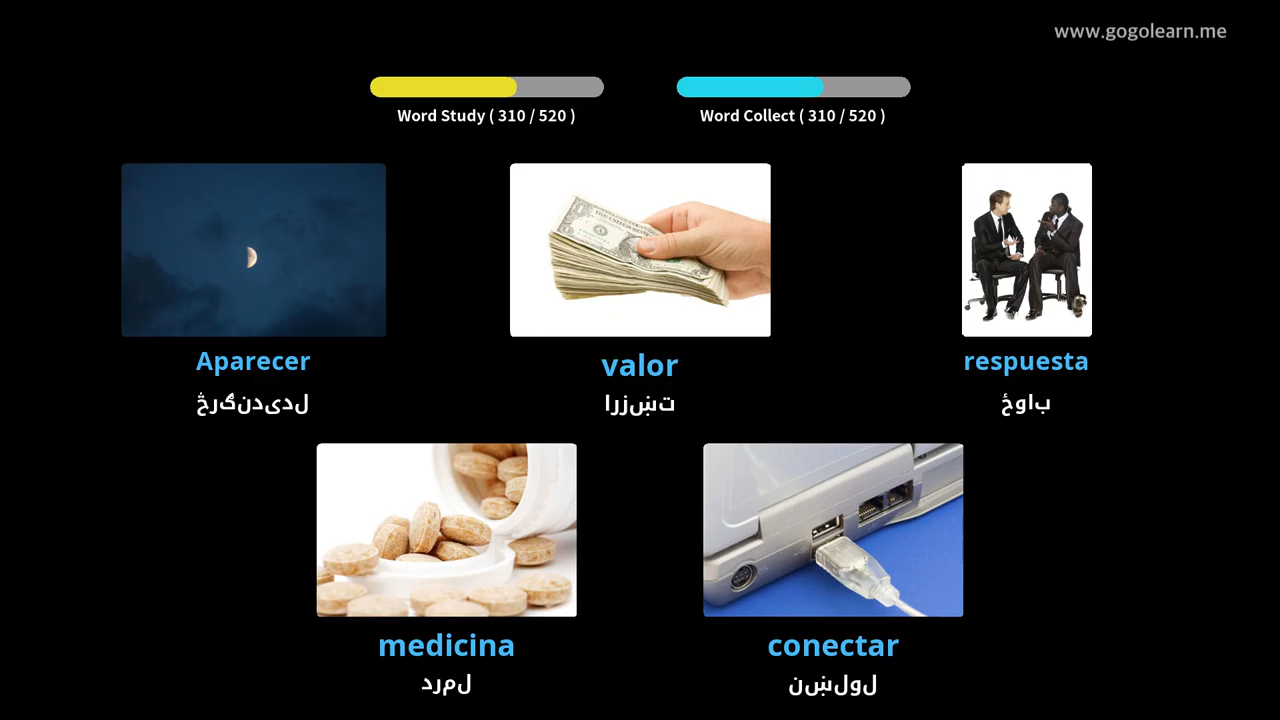 www.gogolearn.me
Word Study ( 310 / 520 )
Word Collect ( 310 / 520 )
Aparecer
valor
respuesta
لدیدنګرڅ
تښزرا
باوځ
medicina
conectar
لمرد
لولښن